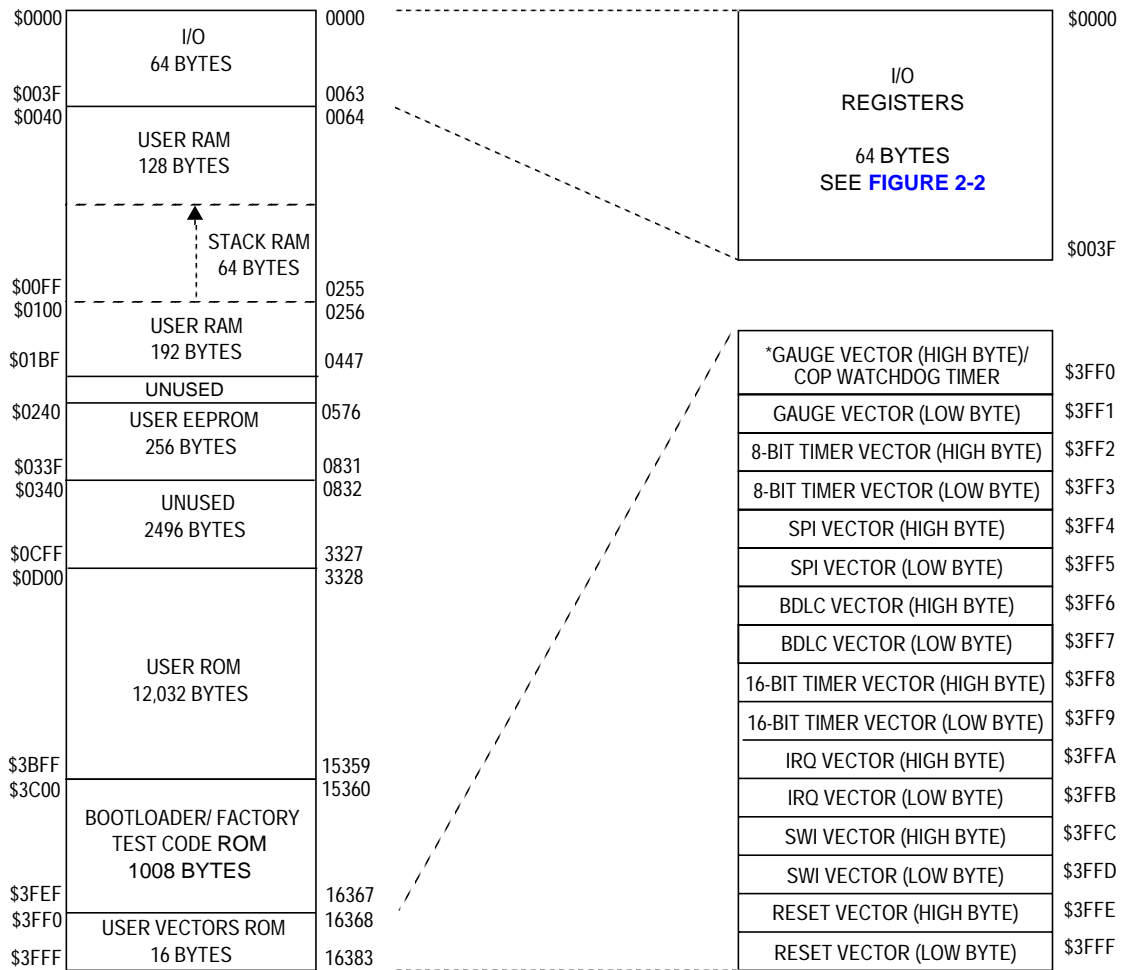 $0000 0000 $0000
I/O
64 BYTES
$003F 0063
$0040 0064
USER RAM
128 BYTES
STACK RAM
64 BYTES
$00FF 0255
$0100 0256
USER RAM
192 BYTES
$01BF 0447
UNUSED
$0240 0576
USER EEPROM
256 BYTES
$033F 0831
$0340 0832
UNUSED
2496 BYTES
$0CFF 3327
$0D00 3328
USER ROM
12,032 BYTES
$3BFF 15359
$3C00 15360
BOOTLOADER/ FACTORY
TEST CODE ROM
1008 BYTES
$3FEF 16367
$3FF0 16368
USER VECTORS ROM
16 BYTES
$3FFF 16383
I/O
REGISTERS
64 BYTES
SEE FIGURE 2-2
$003F
*GAUGE VECTOR (HIGH BYTE)/
COP WATCHDOG TIMER $3FF0
GAUGE VECTOR (LOW BYTE) $3FF1
8-BIT TIMER VECTOR (HIGH BYTE) $3FF2
8-BIT TIMER VECTOR (LOW BYTE) $3FF3
SPI VECTOR (HIGH BYTE) $3FF4
SPI VECTOR (LOW BYTE) $3FF5
BDLC VECTOR (HIGH BYTE) $3FF6
BDLC VECTOR (LOW BYTE) $3FF7
16-BIT TIMER VECTOR (HIGH BYTE) $3FF8
16-BIT TIMER VECTOR (LOW BYTE) $3FF9
IRQ VECTOR (HIGH BYTE) $3FFA
IRQ VECTOR (LOW BYTE) $3FFB
SWI VECTOR (HIGH BYTE) $3FFC
SWI VECTOR (LOW BYTE) $3FFD
RESET VECTOR (HIGH BYTE) $3FFE
RESET VECTOR (LOW BYTE) $3FFF